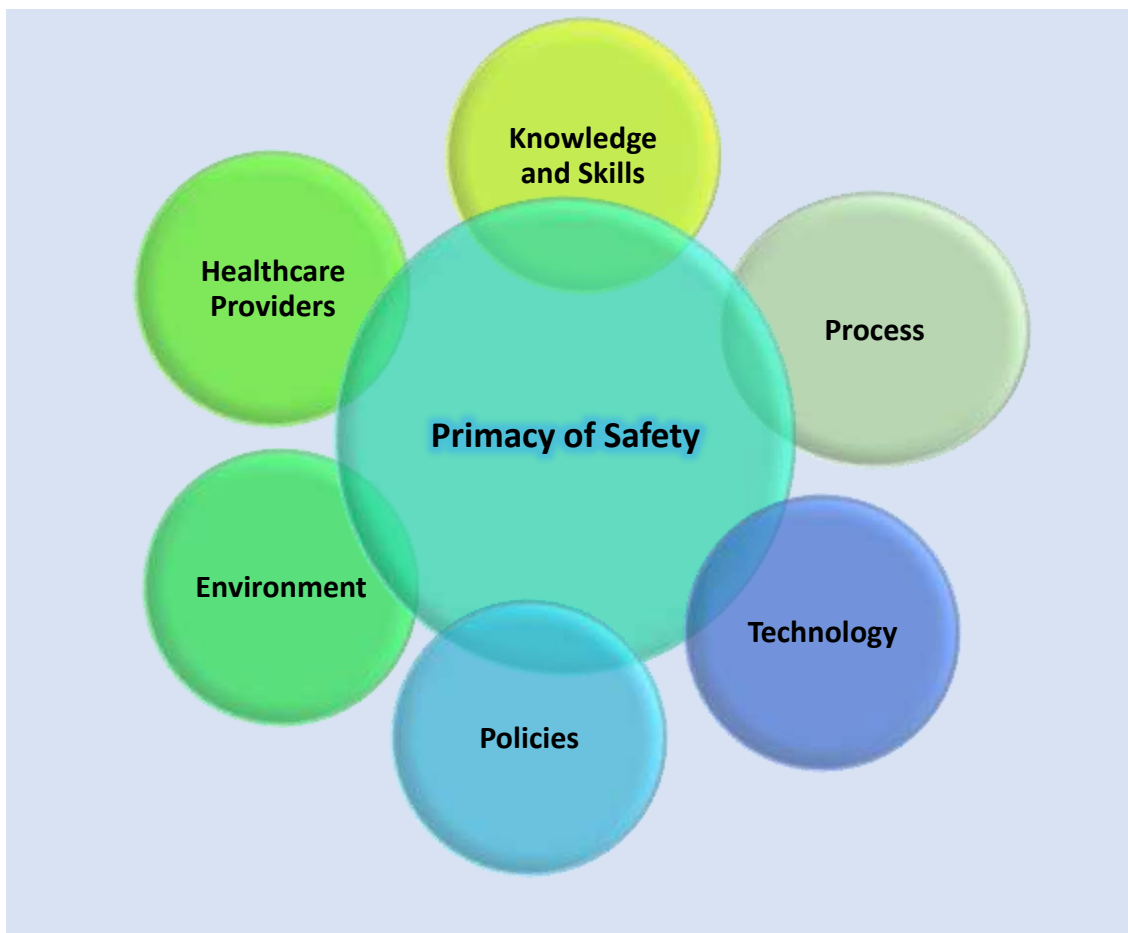 Knowledge
and Skills
Healthcare
Providers
Process
Primacy of Safety
Environment
Technology
Policies